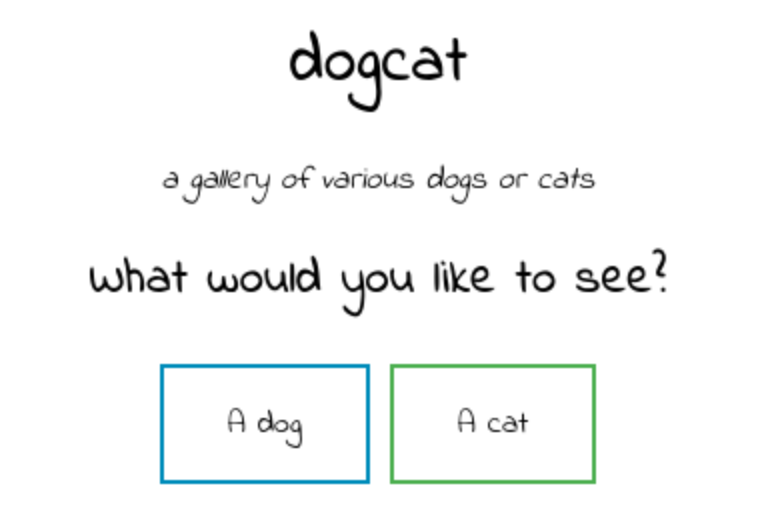 dogcat
a gallery of various dogs or cats
What would you like to see?
A dog
A cat